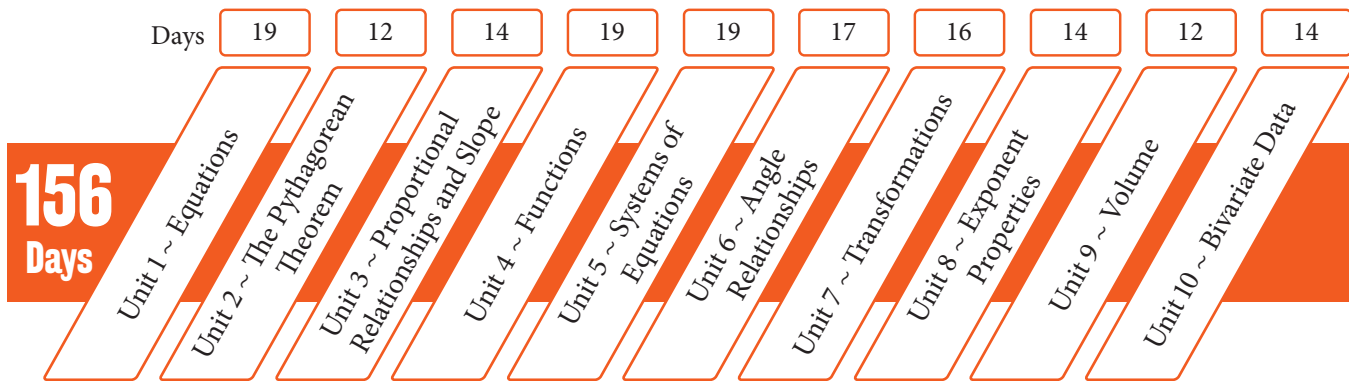 Days 19 12 14 19 19 17 16 14 12 14
156
Days
Unit 1 ~ Equations
Unit 2 ~ The Pythagorean
Theorem
Unit 3 ~ Proportional
Relationships and Slope
Unit 4 ~ Functions
Unit 5 ~ Systems of
Equations
Unit 6 ~ Angle
Relationships
Unit 7 ~ Transformations
Unit 8 ~ Exponent
Properties
Unit 9 ~ Volume
Unit 10 ~ Bivariate Data